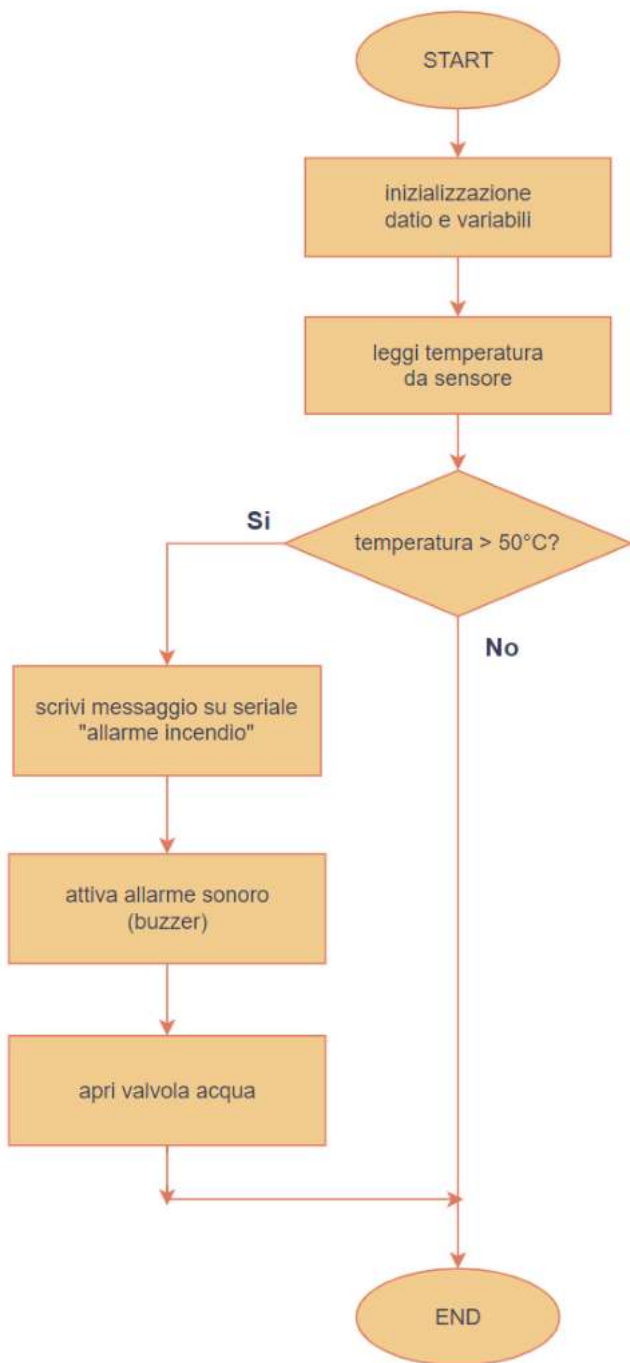 START
inizializzazione
datio e variabili
leggi temperatura
da sensore
temperatura > 50°C?
Si
No
scrivi messaggio su seriale
"allarme incendio"
attiva allarme sonoro
(buzzer)
apri valvola acqua
END